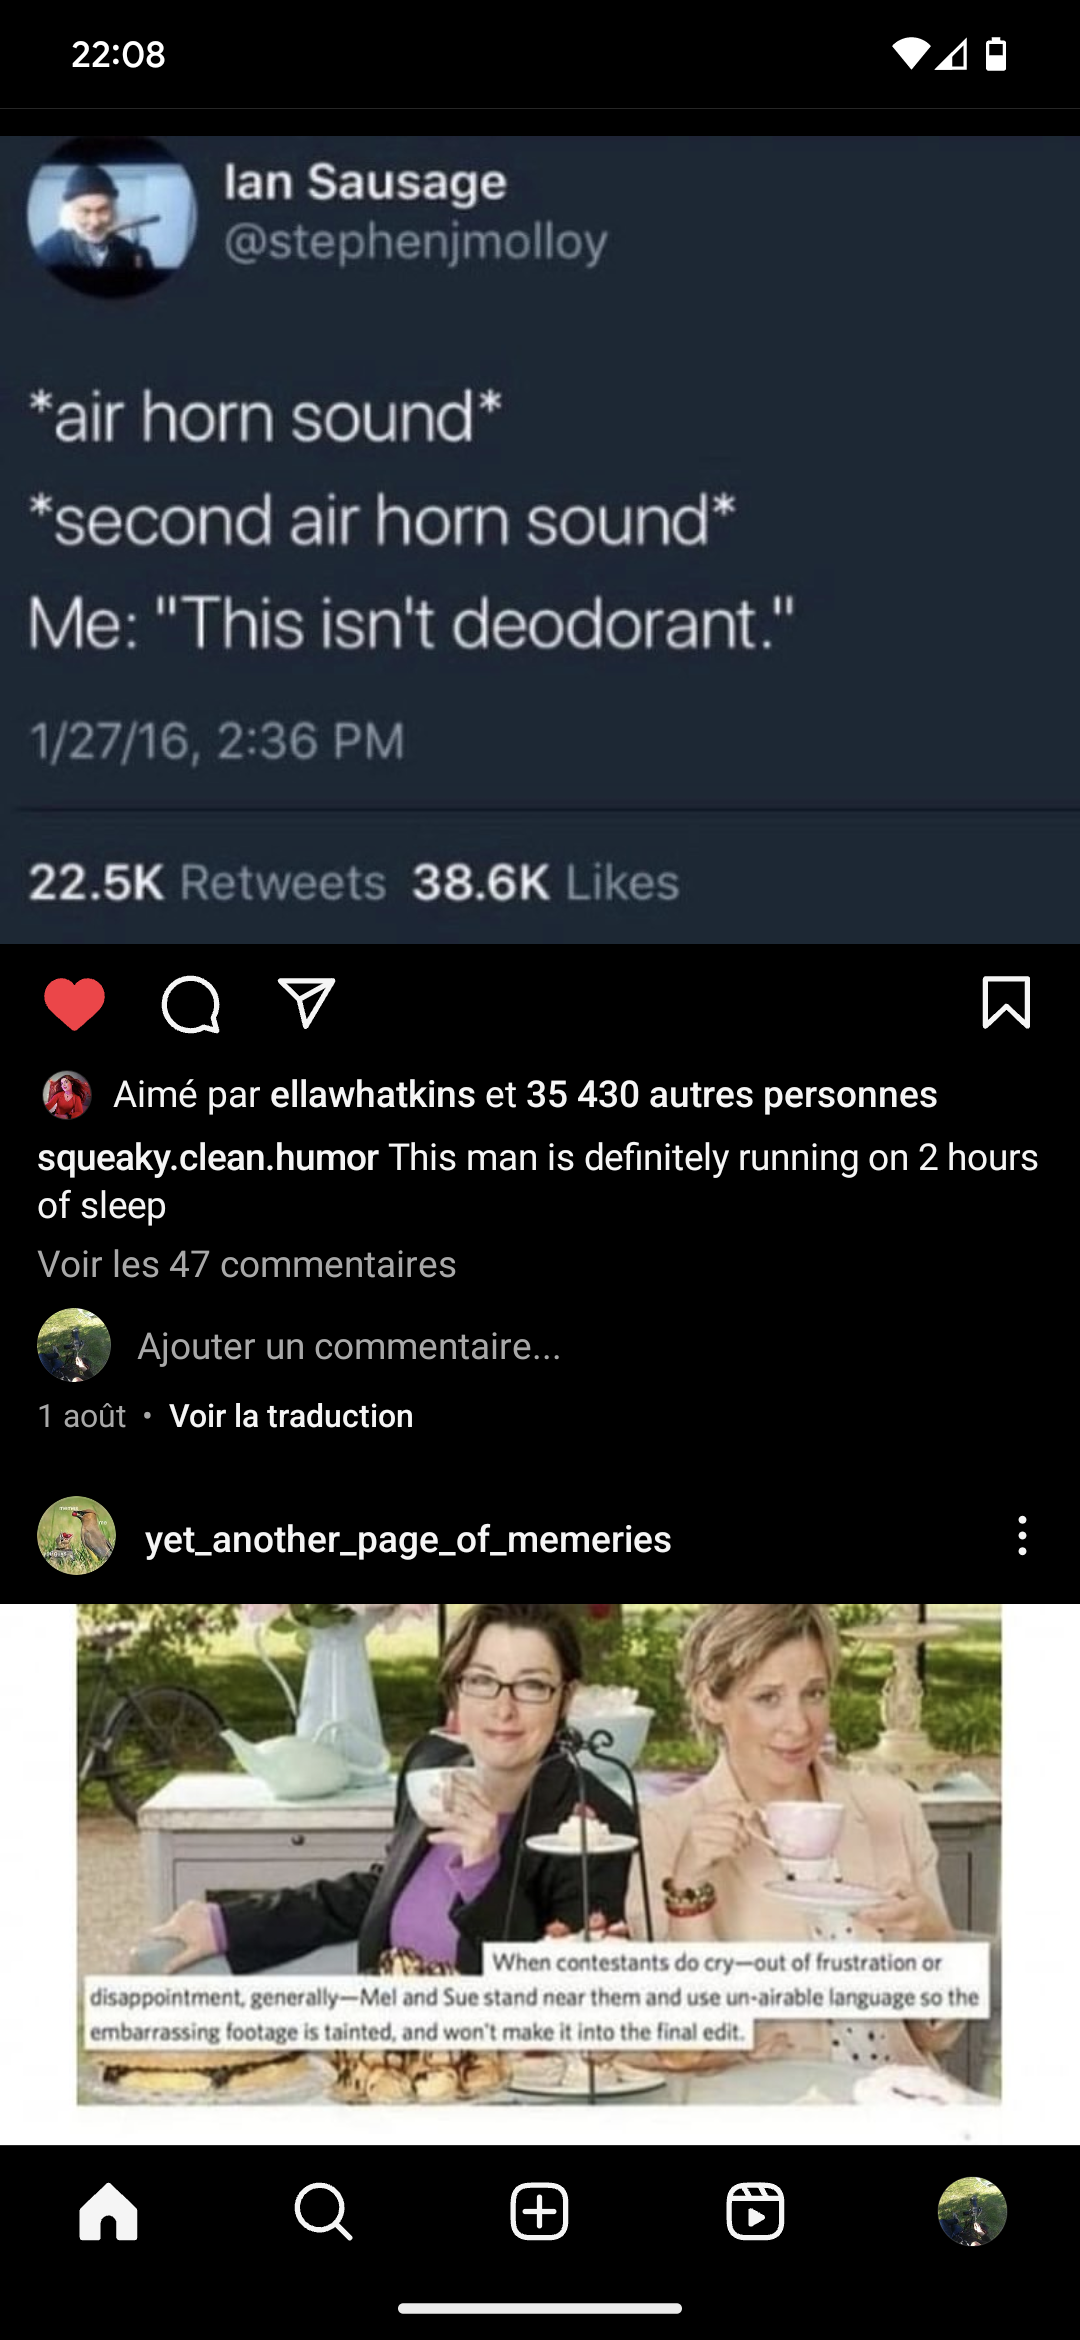 22:08
Ian Sausage
@stephenjmolloy
*air horn sound*
*second air horn sound*
Me: "This isn't deodorant."
1/27/16, 2:36 PM
22.5K Retweets 38.6K Likes
Aimé par ellawhatkins et 35 430 autres personnes
squeaky.clean.humor This man is definitely running on 2 hours
of sleep
Voir les 47 commentaires
Ajouter un commentaire...
1 août • Voir la traduction
yet_another_page_of_memeries
When contestants do cry—out of frustration or
disappointment, generally—Mel and Sue stand near them and use un-airable language so the
embarrassing footage is tainted, and won't make it into the final edit.